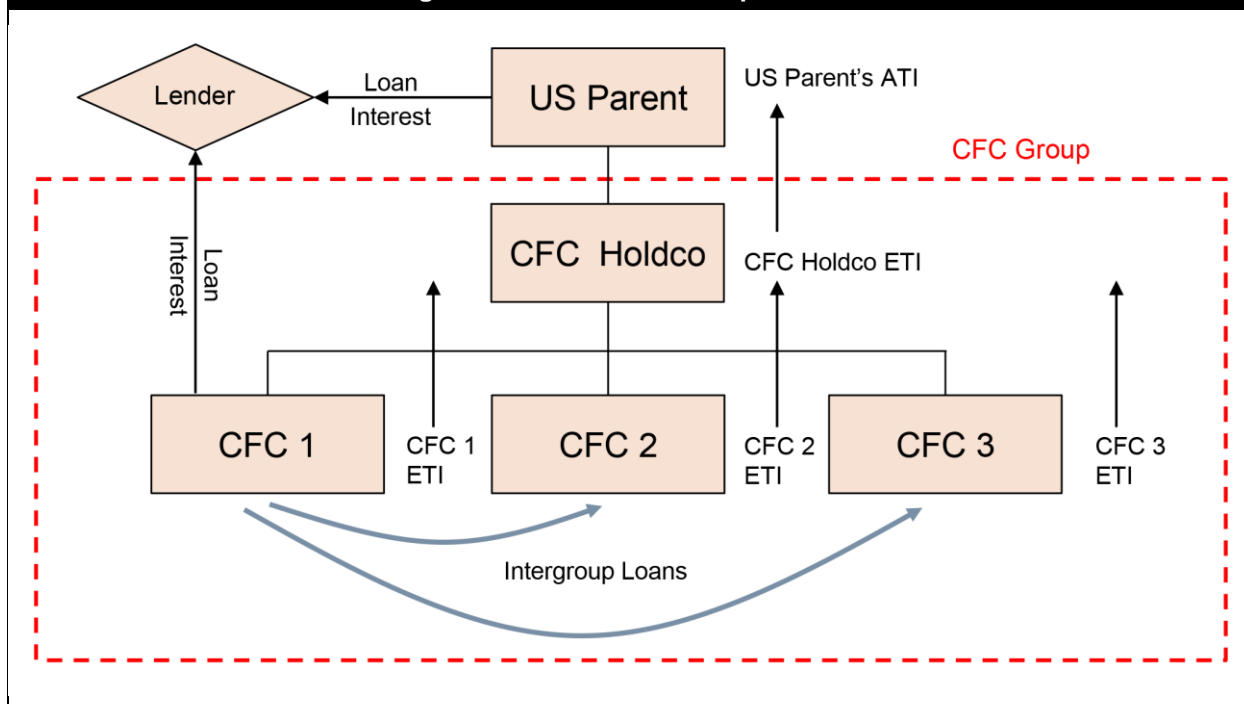 Lender
Loan
Interest
US Parent
US Parent's ATI
CFC Group
Loan
Interest
CFC Holdco
CFC Holdco ETI
CFC 1
CFC 1
ETI
CFC 2
CFC 2
ETI
CFC 3
CFC 3
ETI
Intergroup Loans